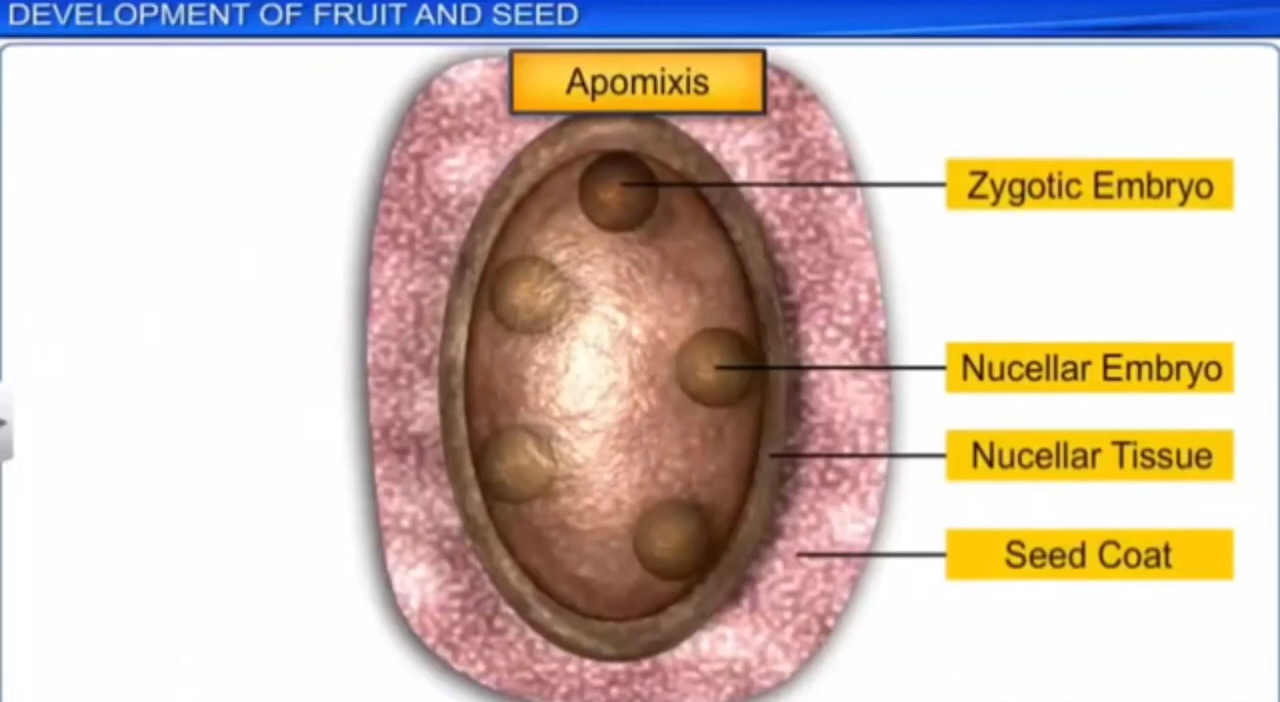 DEVELOPMENT OF FRUIT AND SEED
Apomixis
Zygotic Embryo
Nucellar Embryo
Nucellar Tissue
Seed Coat